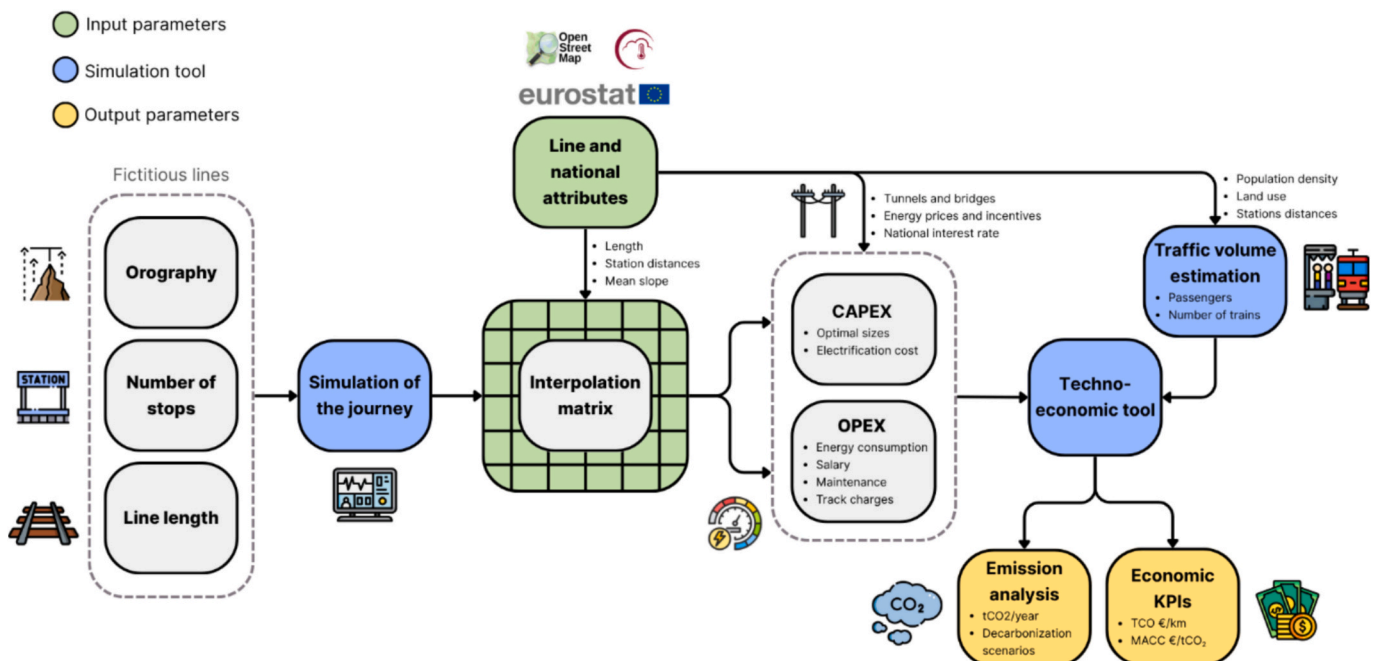 Input parameters
Simulation tool
Output parameters
Open
Street
Map
eurostat
Line and
national
attributes
Fictitious lines
Orography
Number of
stops
Line length
STATION
Simulation of
the journey
• Length
• Station distances
• Mean slope
Interpolation
matrix
• Tunnels and bridges
• Energy prices and incentives
• National interest rate
CAPEX
• Optimal sizes
• Electrification cost
OPEX
• Energy consumption
• Salary
• Maintenance
• Track charges
• Population density
• Land use
• Stations distances
Traffic volume
estimation
• Passengers
• Number of trains
Techno-
economic tool
CO₂
Emission
analysis
• tCO2/year
• Decarbonization
scenarios
Economic
KPIs
• TCO €/km
• MACC €/tCO₂